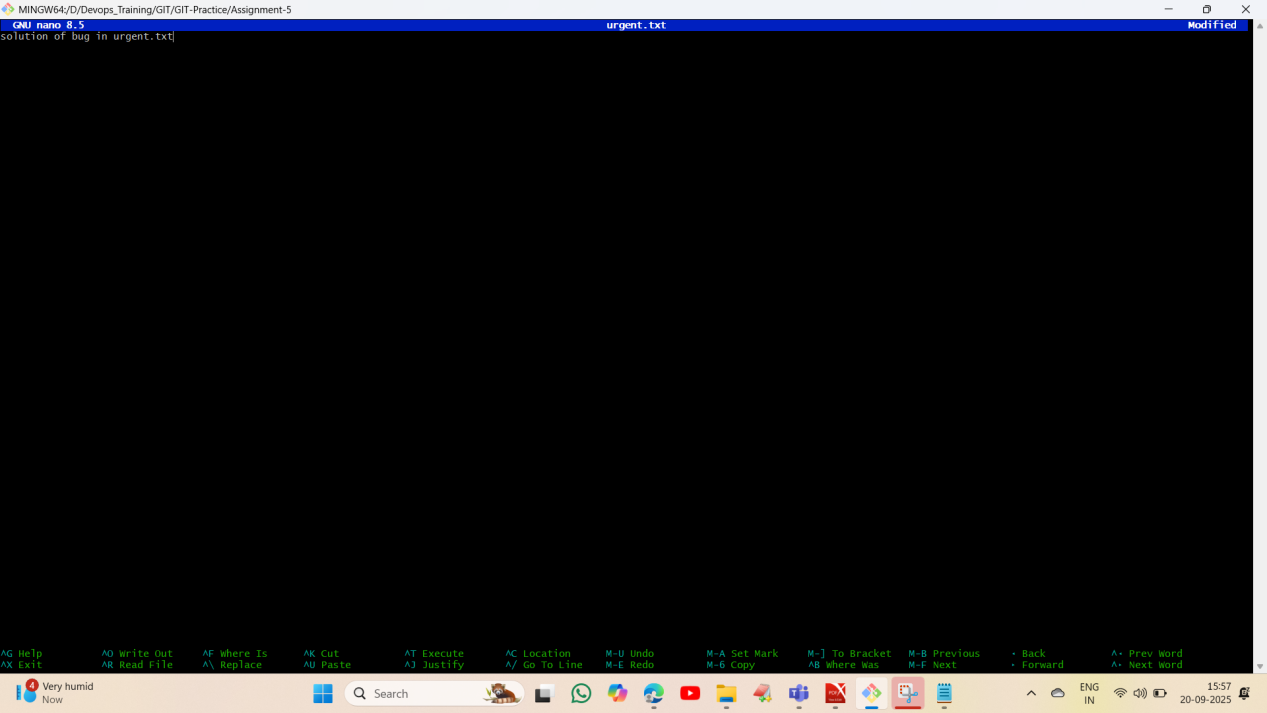 MINGW64:/D/Devops_Training/GIT/GIT-Practice/Assignment-5
GNU nano 8.5 urgent.txt Modified
solution of bug in urgent.txt
^G Help ^O Write Out ^F Where Is ^K Cut ^T Execute ^C Location M-U Undo M-A Set Mark M-] To Bracket M-B Previous · Back ^· Prev Word
^X Exit ^R Read File ^\ Replace ^U Paste ^J Justify ^/ Go To Line M-E Redo M-6 Copy ^B Where Was M-F Next · Forward ^· Next Word
4 Very humid
Now
Search
ENG
IN
15:57
20-09-2025